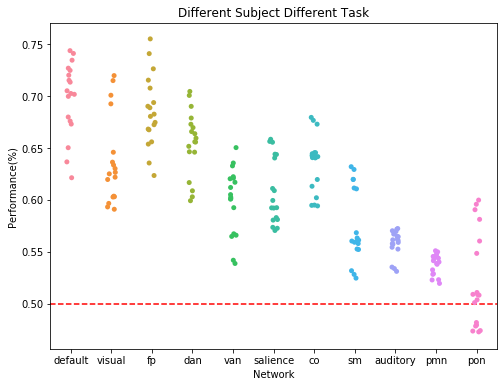 Different Subject Different Task
Performance(%)
0.75
0.70
0.65
0.60
0.55
0.50
default visual fp dan van salience co sm auditory pmn pon
Network